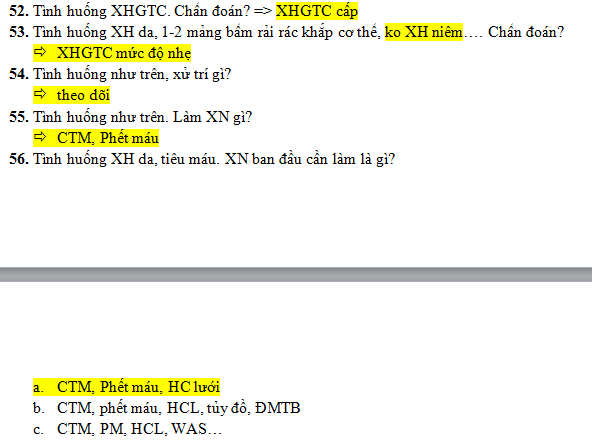 52. Tình huống XHGTC. Chẩn đoán? => XHGTC cấp
53. Tình huống XH da, 1-2 mảng bầm rải rác khắp cơ thể, ko XH niêm…. Chẩn đoán?
⇨ XHGTC mức độ nhẹ
54. Tình huống như trên, xử trí gì?
⇨ theo dõi
55. Tình huống như trên. Làm XN gì?
⇨ CTM, Phết máu
56. Tình huống XH da, tiêu máu. XN ban đầu cần làm là gì?
a. CTM, Phết máu, HC lưới
b. CTM, phết máu, HCL, tủy đồ, ĐMTB
c. CTM, PM, HCL, WAS…